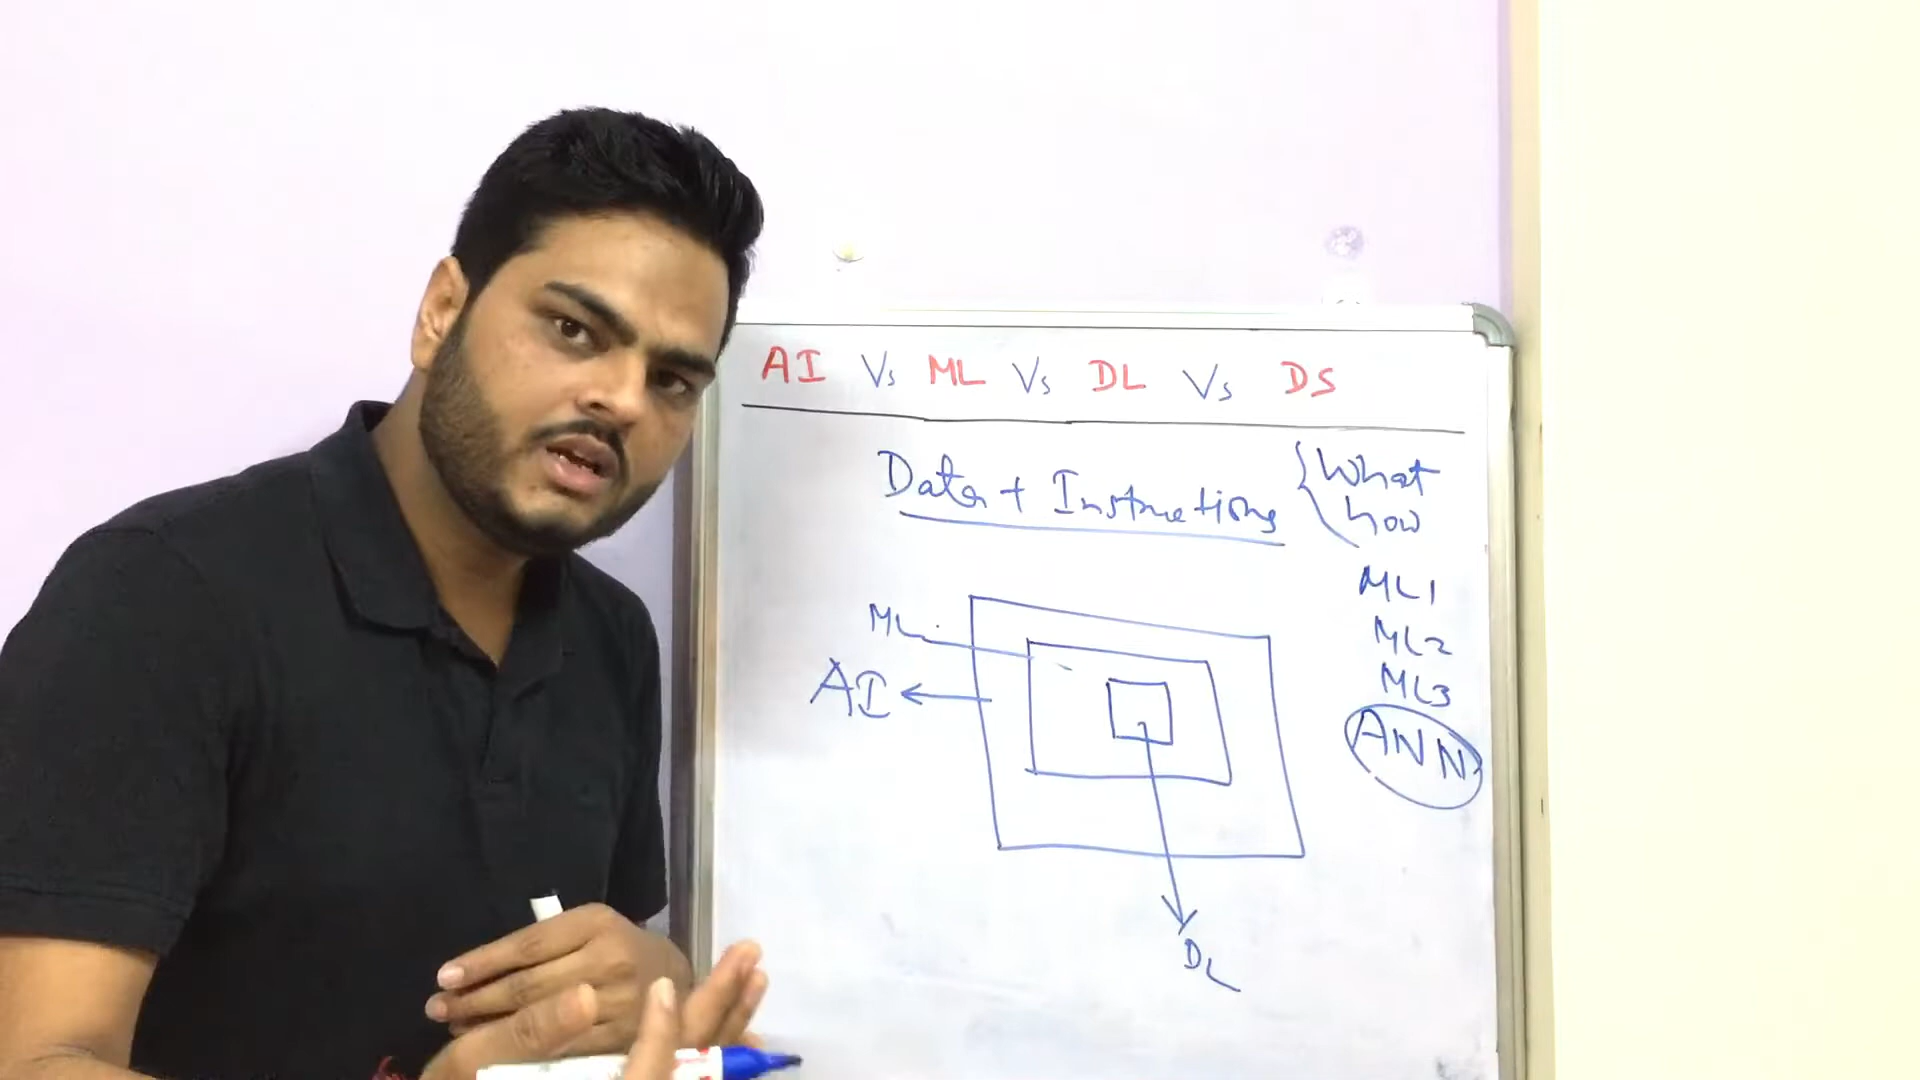 AI Vs ML Vs DL Vs DS
Data + Instructions
What
how
ML1
ML2
ML3
ANN
ML
AI
DL